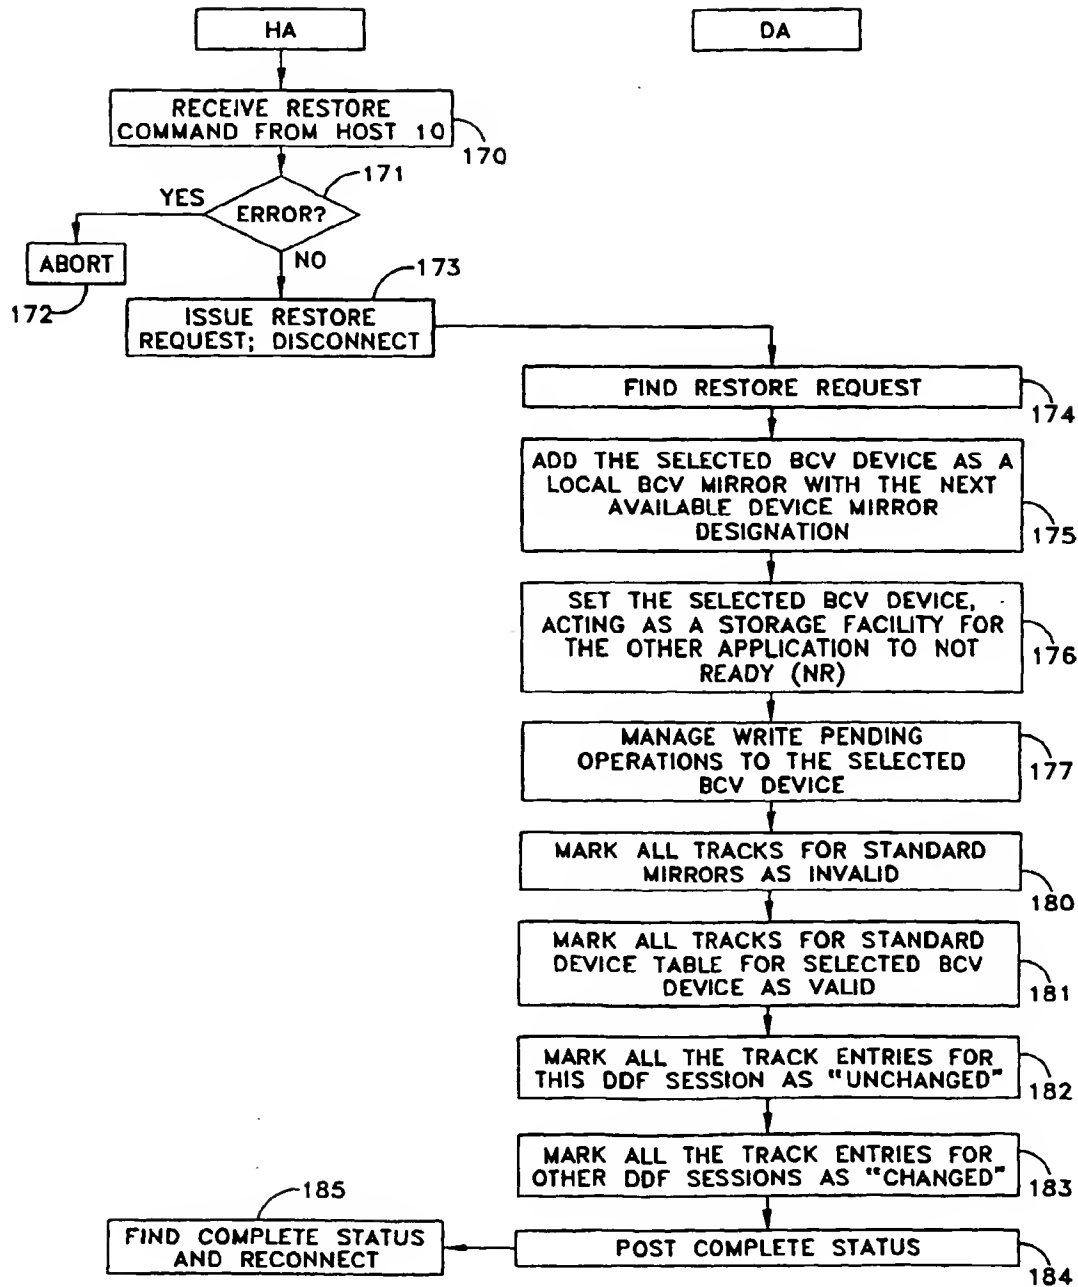 HA
DA
RECEIVE RESTORE
COMMAND FROM HOST 10
170
171
YES
ERROR?
ABORT
NO
172
173
ISSUE RESTORE
REQUEST; DISCONNECT
FIND RESTORE REQUEST
174
ADD THE SELECTED BCV DEVICE AS A
LOCAL BCV MIRROR WITH THE NEXT
AVAILABLE DEVICE MIRROR
DESIGNATION
175
SET THE SELECTED BCV DEVICE,
ACTING AS A STORAGE FACILITY FOR
THE OTHER APPLICATION TO NOT
READY (NR)
176
MANAGE WRITE PENDING
OPERATIONS TO THE SELECTED
BCV DEVICE
177
MARK ALL TRACKS FOR STANDARD
MIRRORS AS INVALID
180
MARK ALL TRACKS FOR STANDARD
DEVICE TABLE FOR SELECTED BCV
DEVICE AS VALID
181
MARK ALL THE TRACK ENTRIES FOR
THIS DDF SESSION AS "UNCHANGED"
182
MARK ALL THE TRACK ENTRIES FOR
OTHER DDF SESSIONS AS "CHANGED"
183
185
FIND COMPLETE STATUS
AND RECONNECT
POST COMPLETE STATUS
184